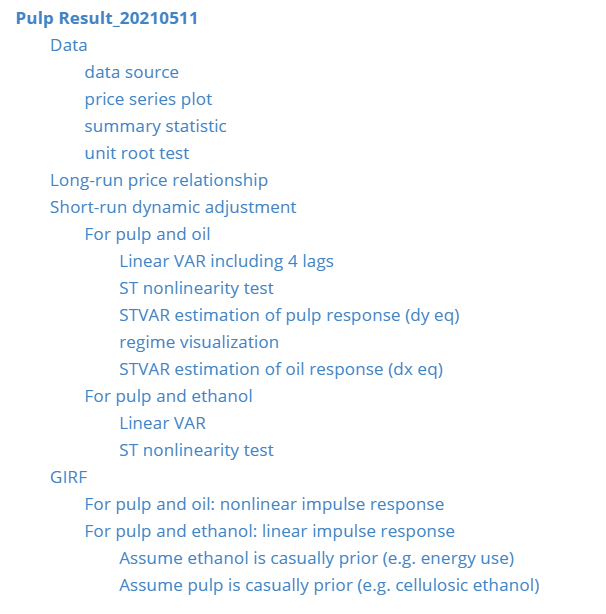 Pulp Result_20210511
Data
data source
price series plot
summary statistic
unit root test
Long-run price relationship
Short-run dynamic adjustment
For pulp and oil
Linear VAR including 4 lags
ST nonlinearity test
STVAR estimation of pulp response (dy eq)
regime visualization
STVAR estimation of oil response (dx eq)
For pulp and ethanol
Linear VAR
ST nonlinearity test
GIRF
For pulp and oil: nonlinear impulse response
For pulp and ethanol: linear impulse response
Assume ethanol is casually prior (e.g. energy use)
Assume pulp is casually prior (e.g. cellulosic ethanol)